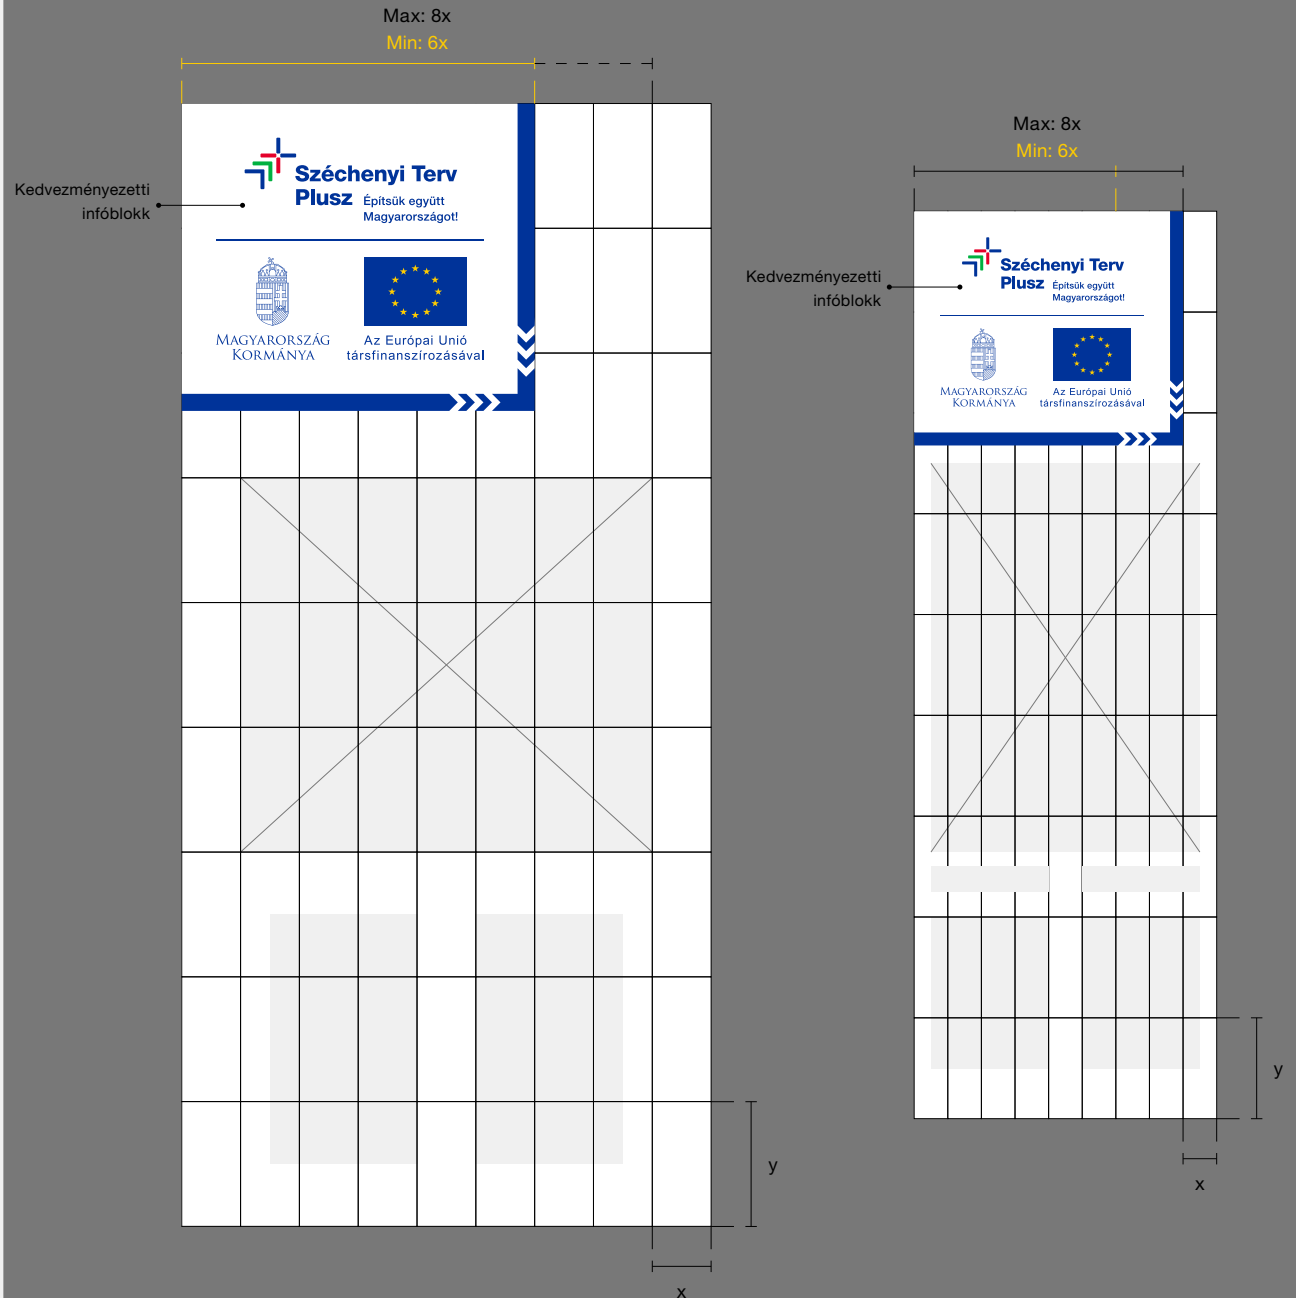 Max: 8x
Min: 6x
Kedvezményezetti
infóblokk
Széchenyi Terv
Plusz
Építsük együtt
Magyarországot!
MAGYARORSZÁG
KORMÁNYA
Az Európai Unió
társfinanszírozásával
y
x
Max: 8x
Min: 6x
Kedvezményezetti
infóblokk
Széchenyi Terv
Plusz
Építsük együtt
Magyarországot!
MAGYARORSZÁG
KORMÁNYA
Az Európai Unió
társfinanszírozásával
y
x